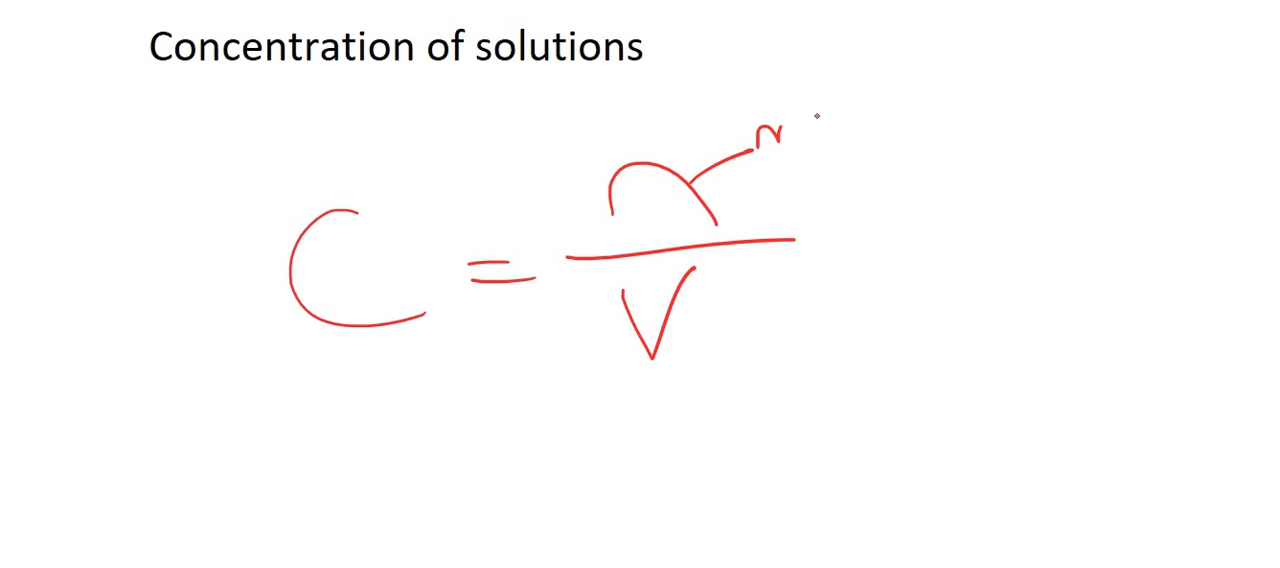 Concentration of solutions
C = n / V